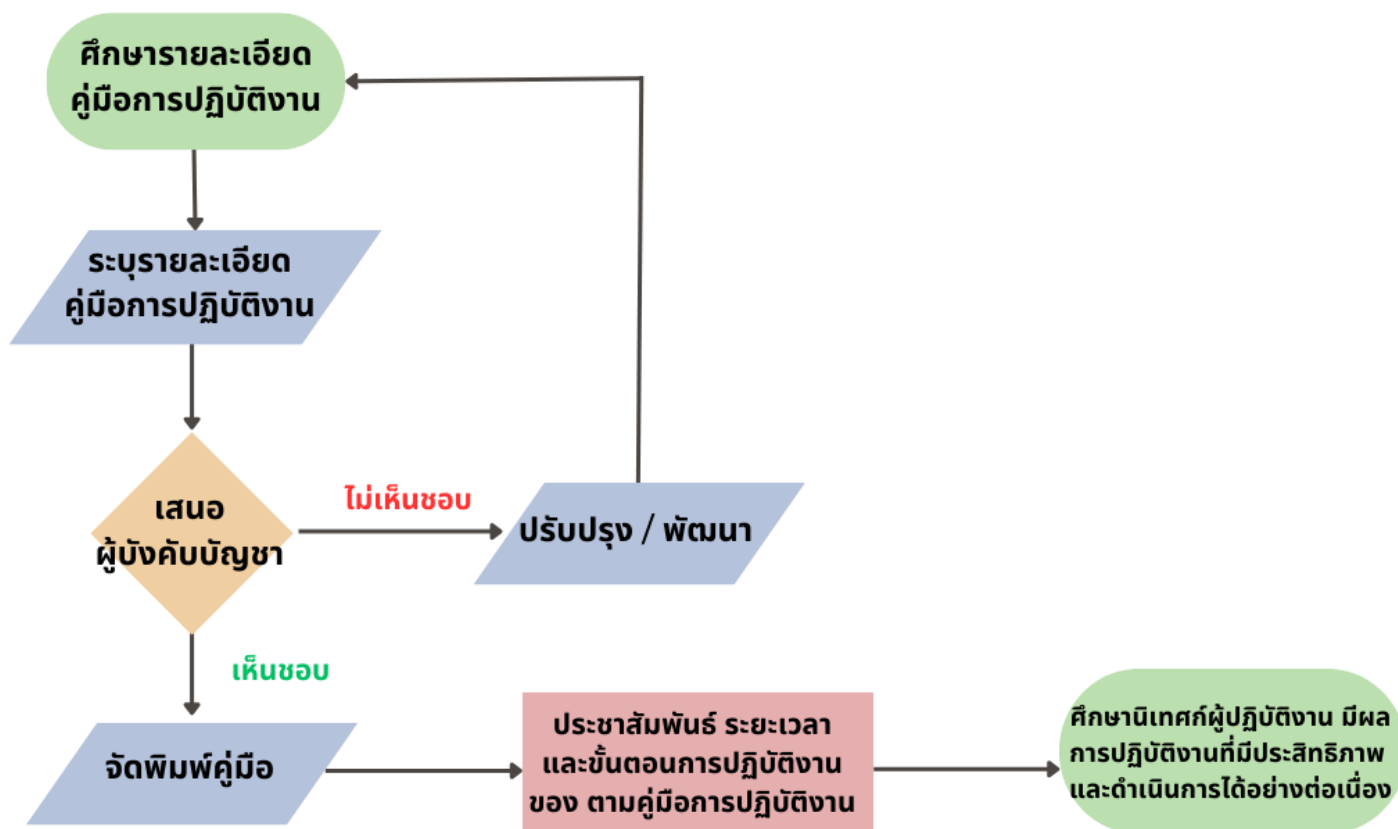 ศึกษารายละเอียด
คู่มือการปฏิบัติงาน
ระบุรายละเอียด
คู่มือการปฏิบัติงาน
เสนอ
ผู้บังคับบัญชา
ไม่เห็นชอบ
ปรับปรุง / พัฒนา
เห็นชอบ
จัดพิมพ์คู่มือ
ประชาสัมพันธ์ ระยะเวลา
และขั้นตอนการปฏิบัติงาน
ของ ตามคู่มือการปฏิบัติงาน
ศึกษานิเทศก์ผู้ปฏิบัติงาน มีผล
การปฏิบัติงานที่มีประสิทธิภาพ
และดำเนินการได้อย่างต่อเนื่อง